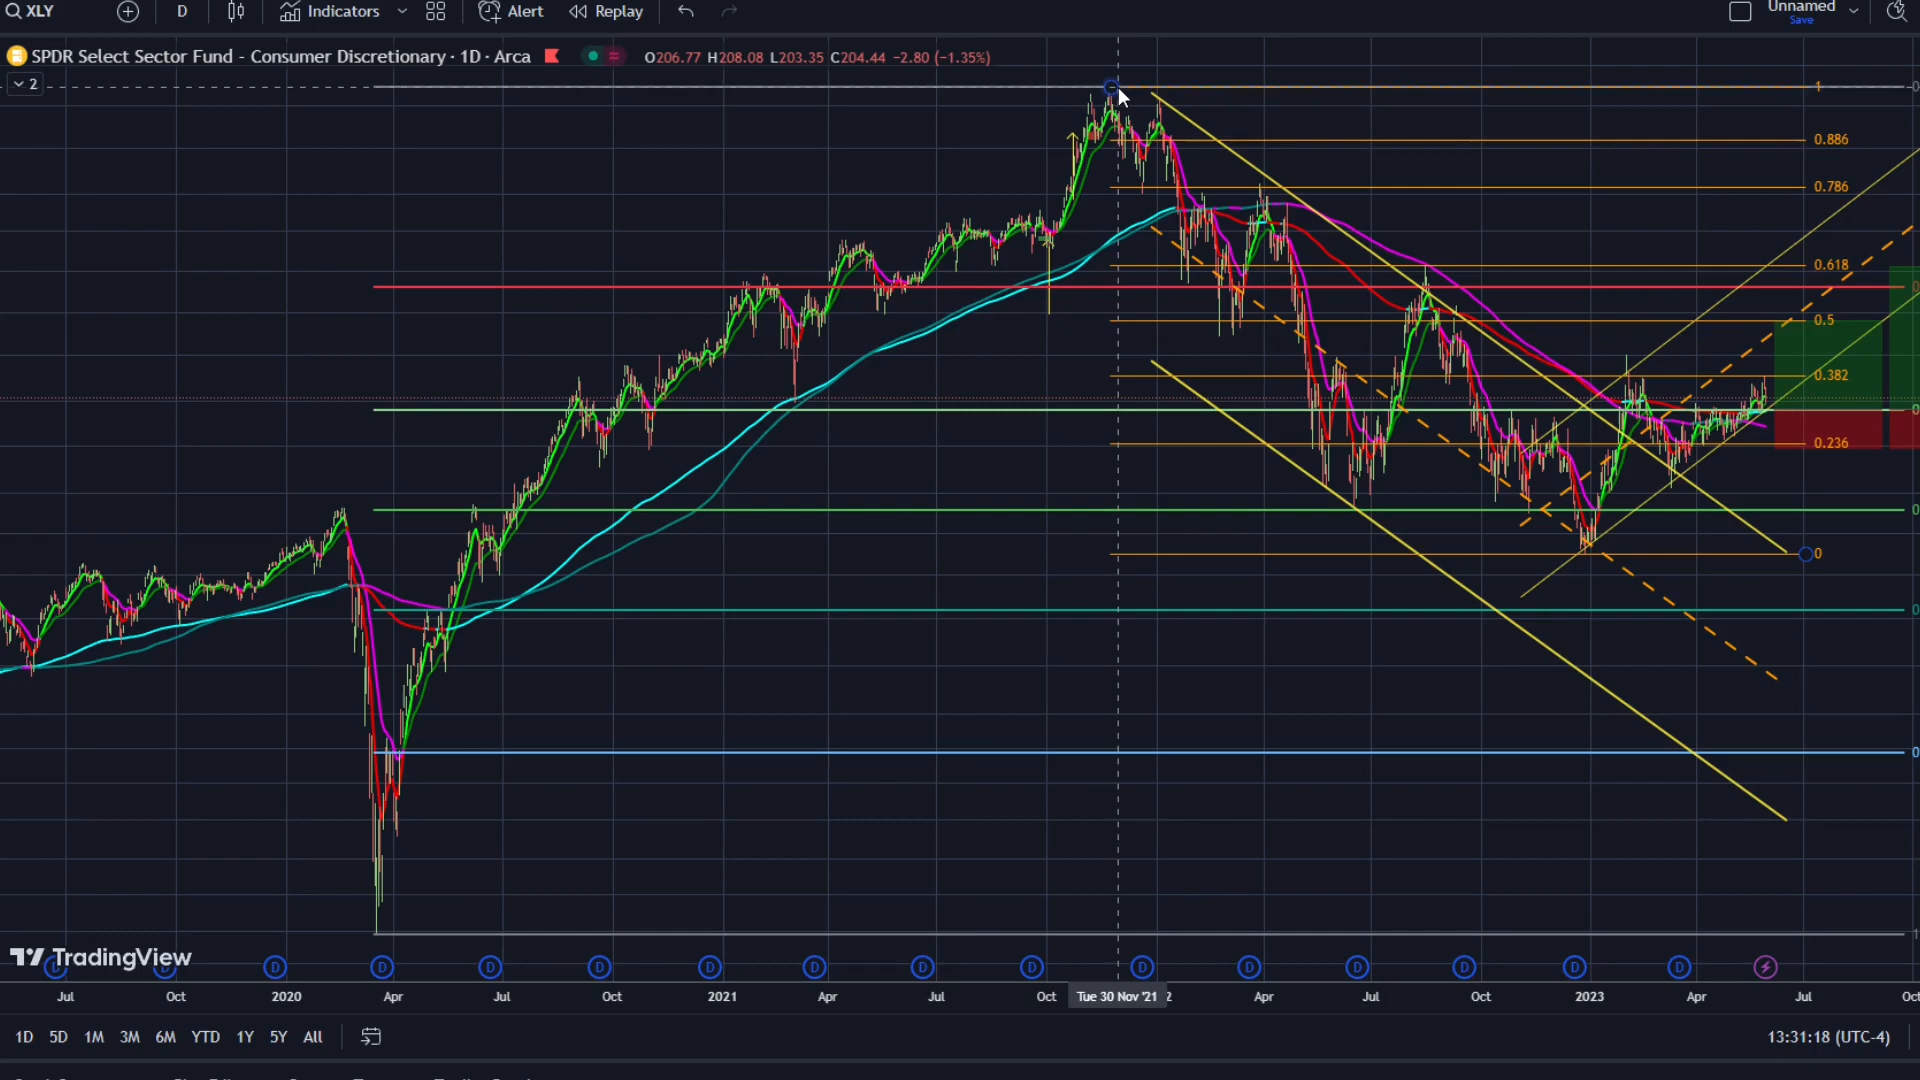 XLY D Indicators Alert Replay Unnamed
Save
SPDR Select Sector Fund - Consumer Discretionary · 1D · Arca O206.77 H208.08 L203.35 C204.44 −2.80 (−1.35%)
2
1
0.886
0.786
0.618
0.5
0.382
0.236
0
TradingView
D D D D D D D D D D D D D D D D
Jul Oct 2020 Apr Jul Oct 2021 Apr Jul Oct Tue 30 Nov '21 2 Apr Jul Oct 2023 Apr Jul Oct
1D 5D 1M 3M 6M YTD 1Y 5Y All 13:31:18 (UTC-4)